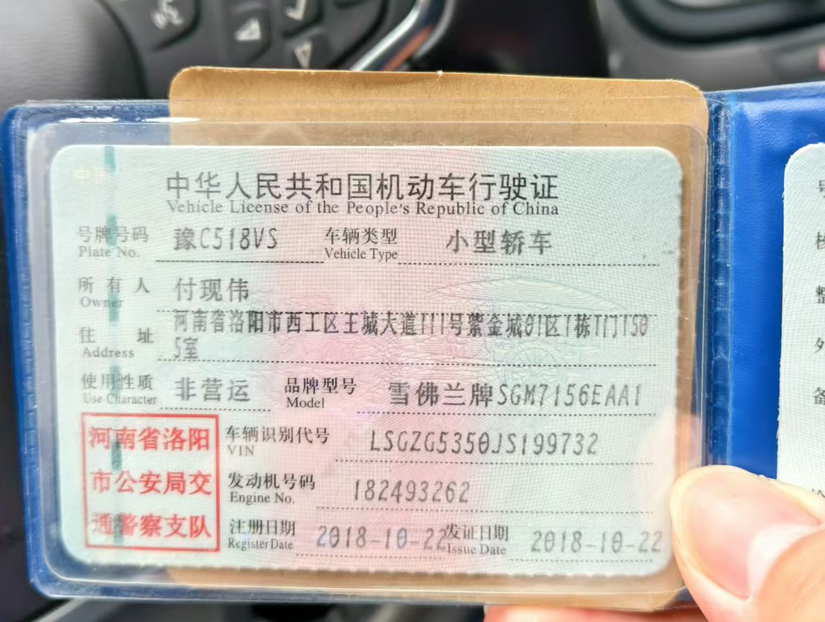 中华人民共和国机动车行驶证
Vehicle License of the People's Republic of China
号牌号码 豫C518VS 车辆类型 小型轿车
Plate No. Vehicle Type
所有人 付现伟
Owner
住址 河南省洛阳市西工区王城大道111号紫金城01区1栋1门150
Address 5室
使用性质 非营运 品牌型号 雪佛兰牌SGM7156EAA1
Use Character Model
河南省洛阳 车辆识别代号 LSGZG5350JS199732
VIN
市公安局交 发动机号码 182493262
Engine No.
通警察支队 注册日期 2018-10-22 发证日期 2018-10-22
Register Date Issue Date